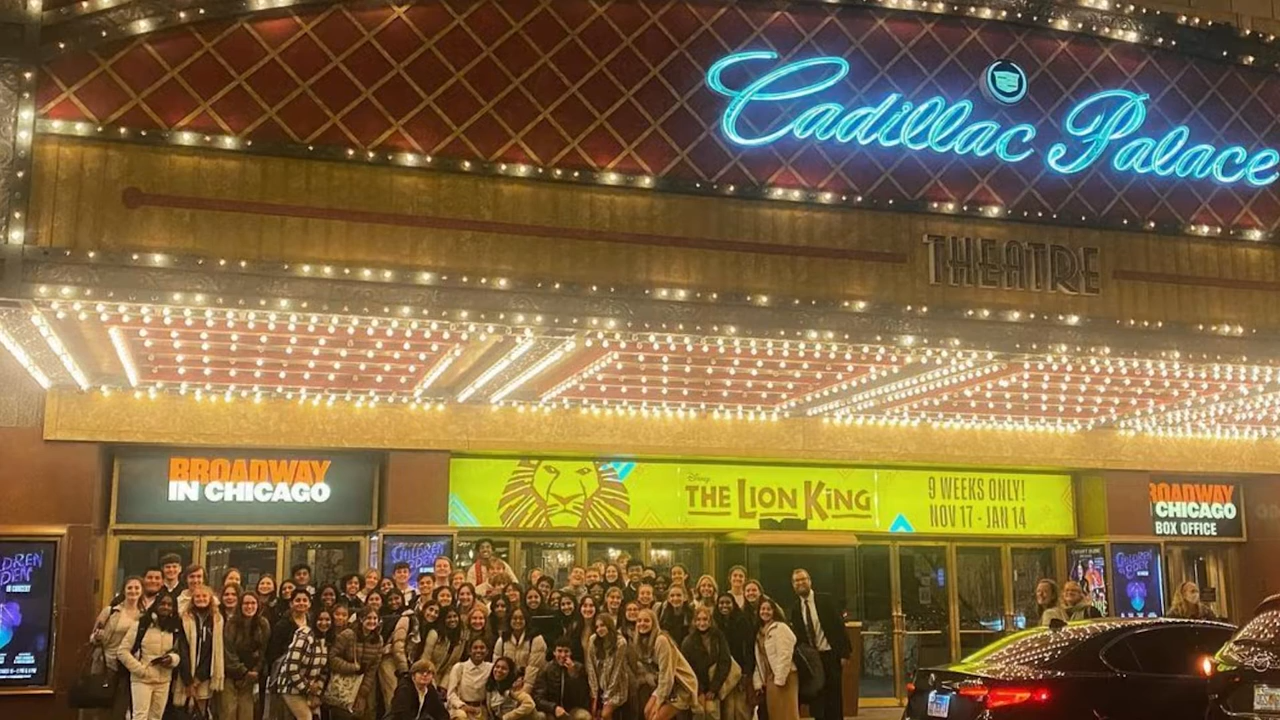 Cadillac Palace
THEATRE
BROADWAY
IN CHICAGO
Disney
THE LION KING
9 WEEKS ONLY!
NOV 17 - JAN 14
ROADWAY
CHICAGO
BOX OFFICE